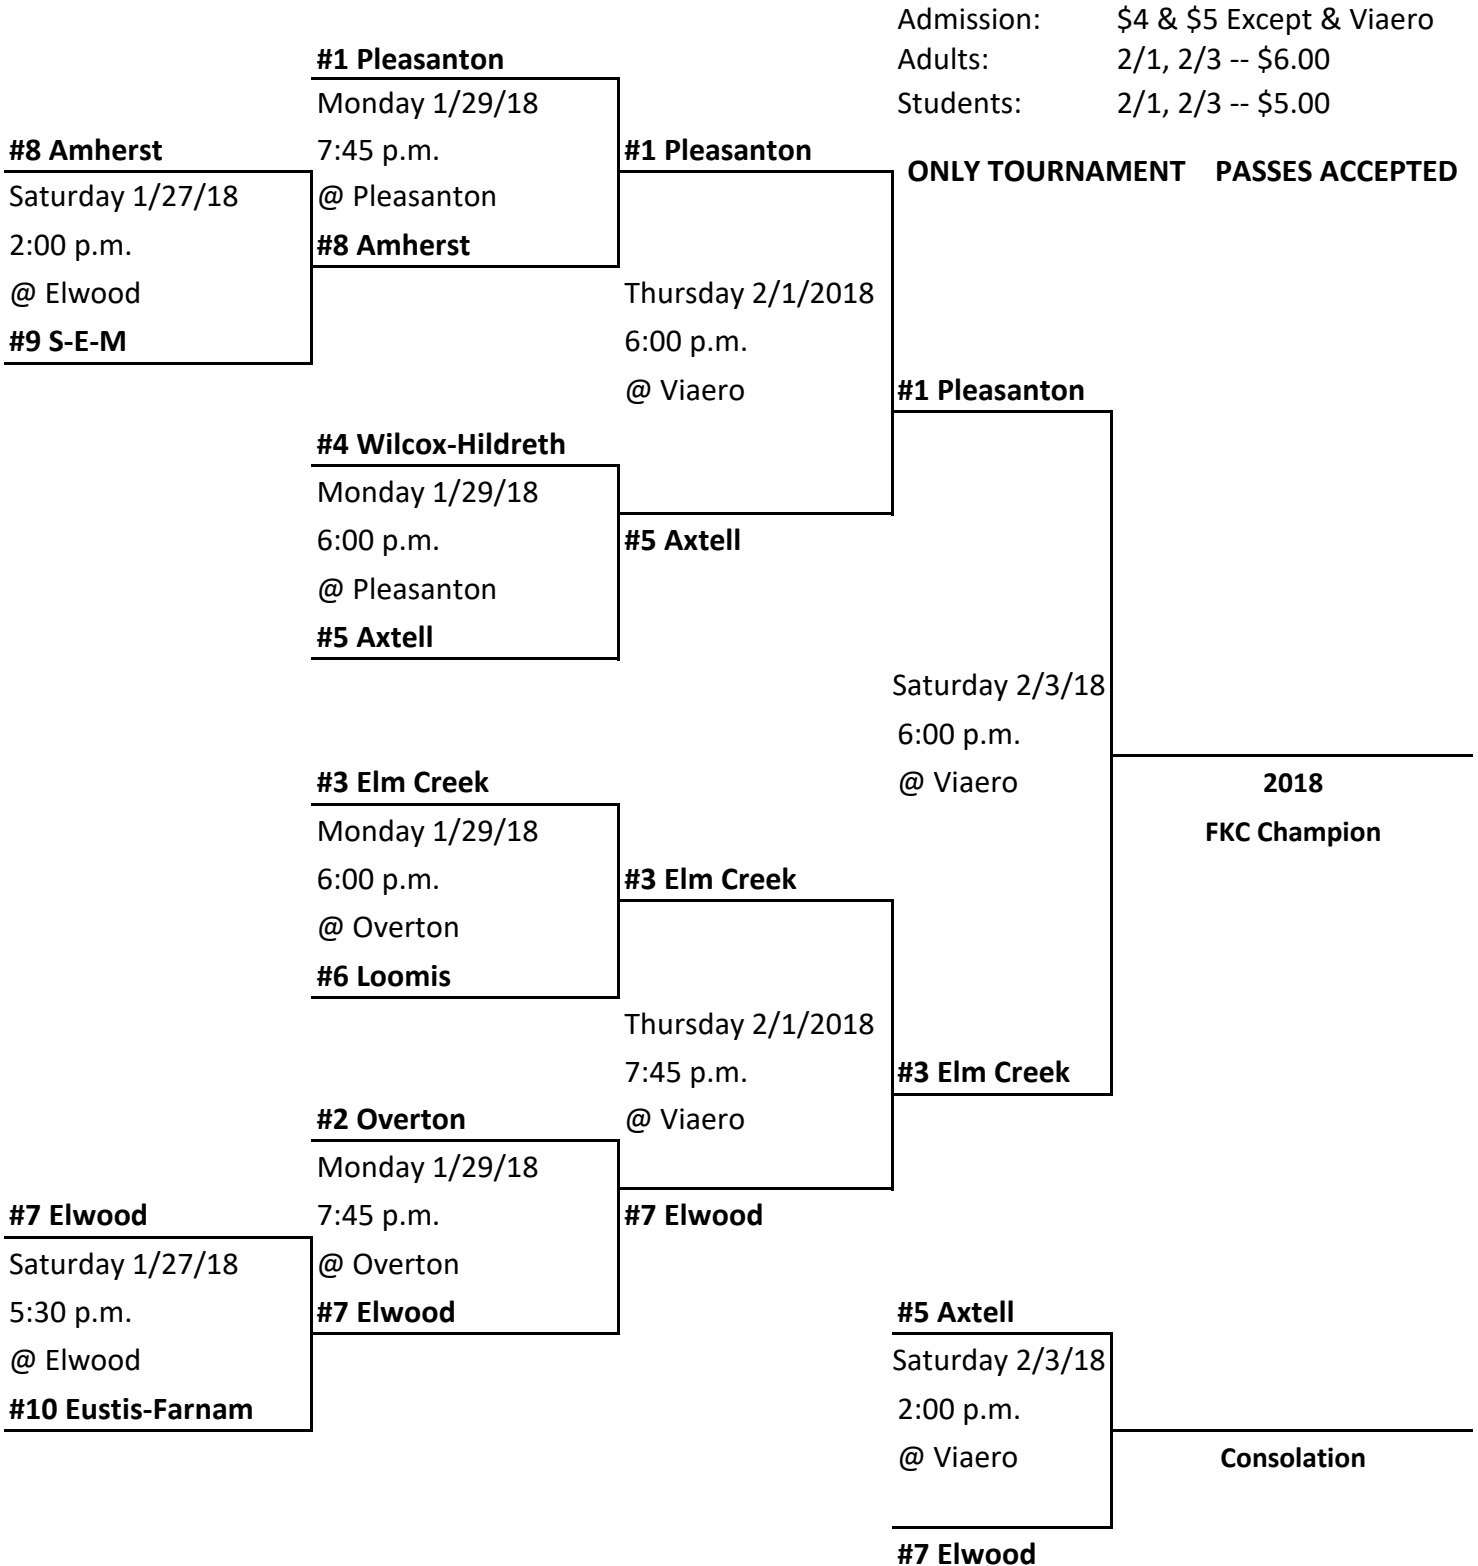 Admission: $4 & $5 Except & Viaero
Adults: 2/1, 2/3 -- $6.00
Students: 2/1, 2/3 -- $5.00
ONLY TOURNAMENT PASSES ACCEPTED
#8 Amherst
Saturday 1/27/18
2:00 p.m.
@ Elwood
#9 S-E-M
#7 Elwood
Saturday 1/27/18
5:30 p.m.
@ Elwood
#10 Eustis-Farnam
#1 Pleasanton
Monday 1/29/18
7:45 p.m.
@ Pleasanton
#8 Amherst
#4 Wilcox-Hildreth
Monday 1/29/18
6:00 p.m.
@ Pleasanton
#5 Axtell
#3 Elm Creek
Monday 1/29/18
6:00 p.m.
@ Overton
#6 Loomis
#2 Overton
Monday 1/29/18
7:45 p.m.
@ Overton
#7 Elwood
#1 Pleasanton
Thursday 2/1/2018
6:00 p.m.
@ Viaero
#5 Axtell
#3 Elm Creek
Thursday 2/1/2018
7:45 p.m.
@ Viaero
#7 Elwood
#1 Pleasanton
Saturday 2/3/18
6:00 p.m.
@ Viaero
#3 Elm Creek
2018
FKC Champion
#5 Axtell
Saturday 2/3/18
2:00 p.m.
@ Viaero
#7 Elwood
Consolation